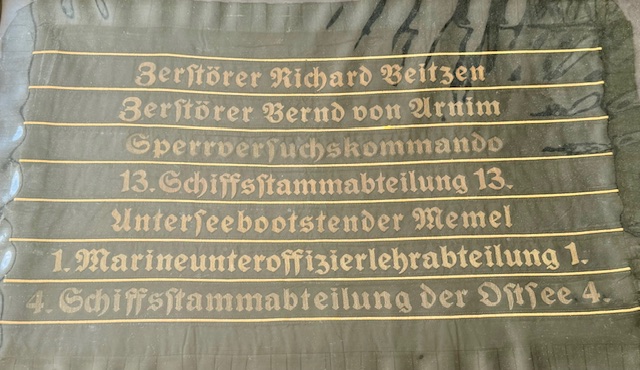 Zerſtörer Richard Beitzen
Zerſtörer Bernd von Arnim
Sperrverſuchskommando
13. Schiffsſtammabteilung 13.
Unterſeebootstender Memel
1. Marineunteroffizierlehrabteilung 1.
4. Schiffsſtammabteilung der Oſtſee 4.